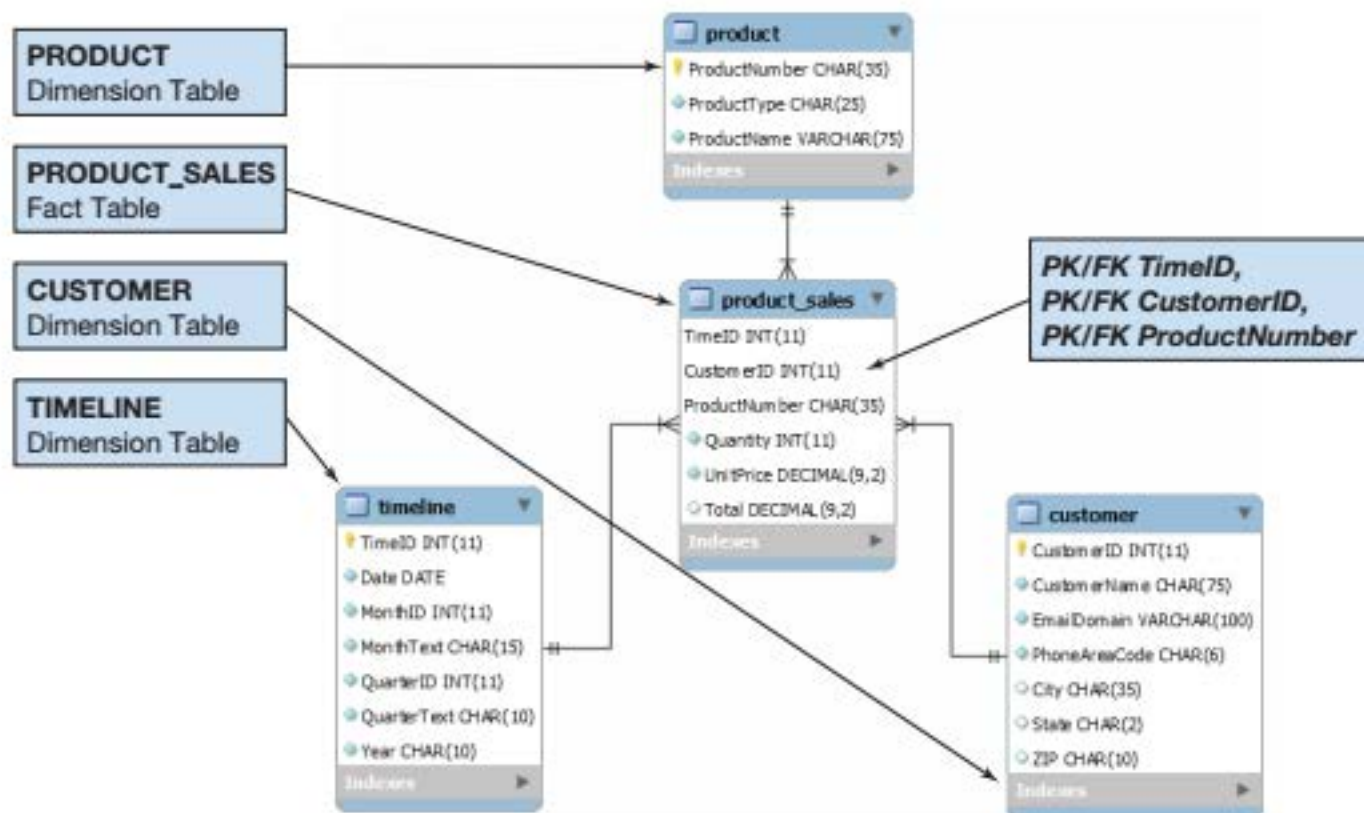 PRODUCT
Dimension Table
PRODUCT_SALES
Fact Table
CUSTOMER
Dimension Table
TIMELINE
Dimension Table
product
ProductNumber CHAR(35)
ProductType CHAR(25)
ProductName VARCHAR(75)
Indexes
product_sales
TimeID INT(11)
CustomerID INT(11)
ProductNumber CHAR(35)
Quantity INT(11)
UnitPrice DECIMAL(9,2)
Total DECIMAL(9,2)
Indexes
PK/FK TimeID,
PK/FK CustomerID,
PK/FK ProductNumber
timeline
TimeID INT(11)
Date DATE
MonthID INT(11)
MonthText CHAR(15)
QuarterID INT(11)
QuarterText CHAR(10)
Year CHAR(10)
Indexes
customer
CustomerID INT(11)
CustomerName CHAR(75)
EmailDomain VARCHAR(100)
PhoneAreaCode CHAR(6)
City CHAR(35)
State CHAR(2)
ZIP CHAR(10)
Indexes